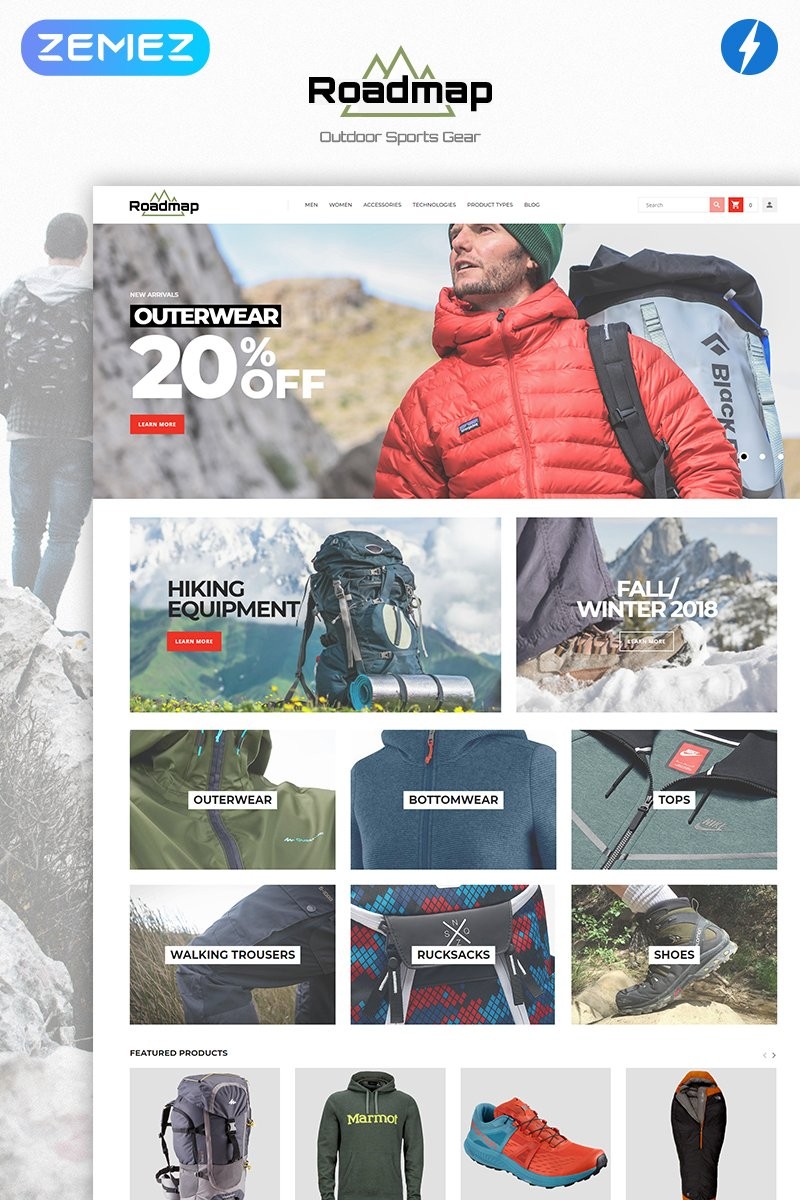 ZEMEZ
Roadmap
Outdoor Sports Gear
Roadmap
MEN WOMEN ACCESSORIES TECHNOLOGIES PRODUCT TYPES BLOG
Search
0
NEW ARRIVALS
OUTERWEAR
20% OFF
LEARN MORE
patagonia
Black
HIKING
EQUIPMENT
LEARN MORE
FALL/
WINTER 2018
LEARN MORE
OUTERWEAR
BOTTOMWEAR
TOPS
NIKE
WALKING TROUSERS
RUCKSACKS
N
S Q
Z
SHOES
FEATURED PRODUCTS
Marmot